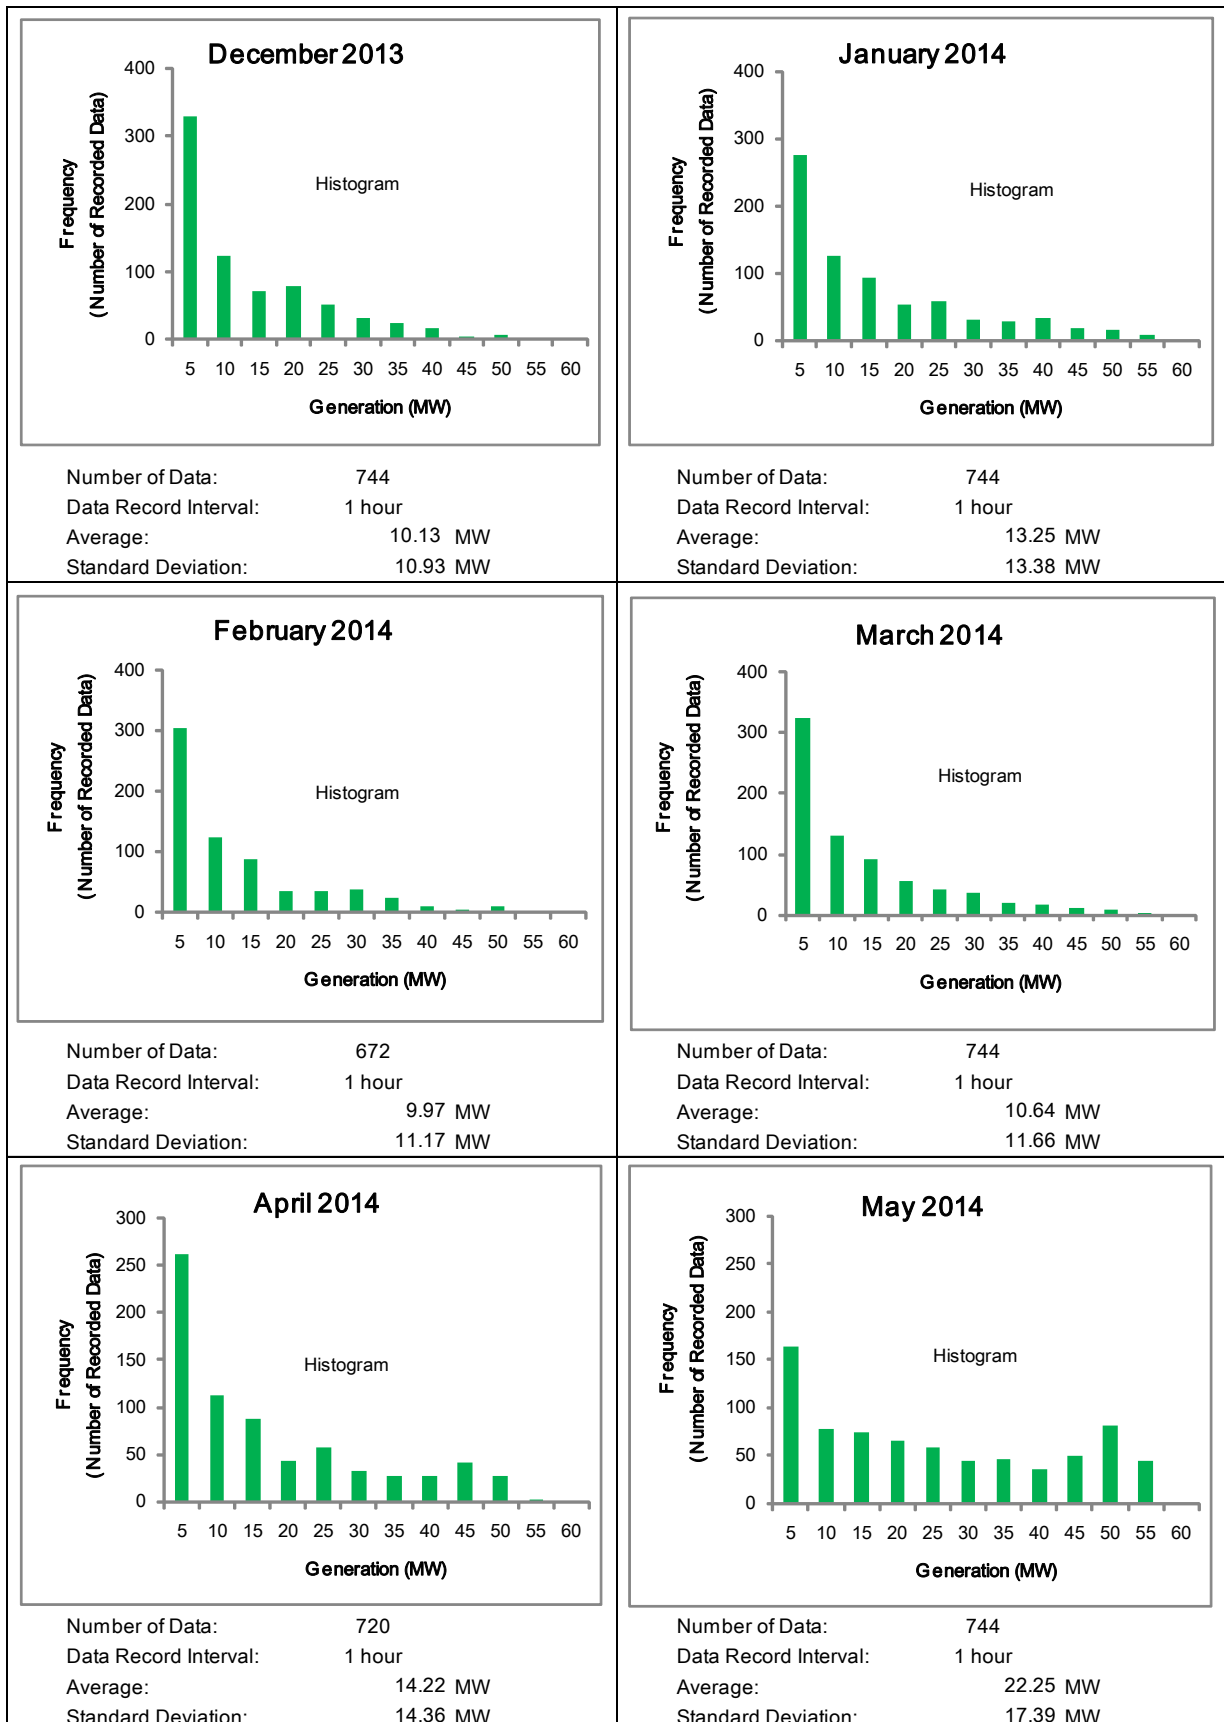 December 2013
Frequency
(Number of Recorded Data)
400
300
200
100
0
Histogram
5 10 15 20 25 30 35 40 45 50 55 60
Generation (MW)
Number of Data: 744
Data Record Interval: 1 hour
Average: 10.13 MW
Standard Deviation: 10.93 MW
January 2014
Frequency
(Number of Recorded Data)
400
300
200
100
0
Histogram
5 10 15 20 25 30 35 40 45 50 55 60
Generation (MW)
Number of Data: 744
Data Record Interval: 1 hour
Average: 13.25 MW
Standard Deviation: 13.38 MW
February 2014
Frequency
(Number of Recorded Data)
400
300
200
100
0
Histogram
5 10 15 20 25 30 35 40 45 50 55 60
Generation (MW)
Number of Data: 672
Data Record Interval: 1 hour
Average: 9.97 MW
Standard Deviation: 11.17 MW
March 2014
Frequency
(Number of Recorded Data)
400
300
200
100
0
Histogram
5 10 15 20 25 30 35 40 45 50 55 60
Generation (MW)
Number of Data: 744
Data Record Interval: 1 hour
Average: 10.64 MW
Standard Deviation: 11.66 MW
April 2014
Frequency
(Number of Recorded Data)
300
250
200
150
100
50
0
Histogram
5 10 15 20 25 30 35 40 45 50 55 60
Generation (MW)
Number of Data: 720
Data Record Interval: 1 hour
Average: 14.22 MW
Standard Deviation: 14.36 MW
May 2014
Frequency
(Number of Recorded Data)
300
250
200
150
100
50
0
Histogram
5 10 15 20 25 30 35 40 45 50 55 60
Generation (MW)
Number of Data: 744
Data Record Interval: 1 hour
Average: 22.25 MW
Standard Deviation: 17.39 MW